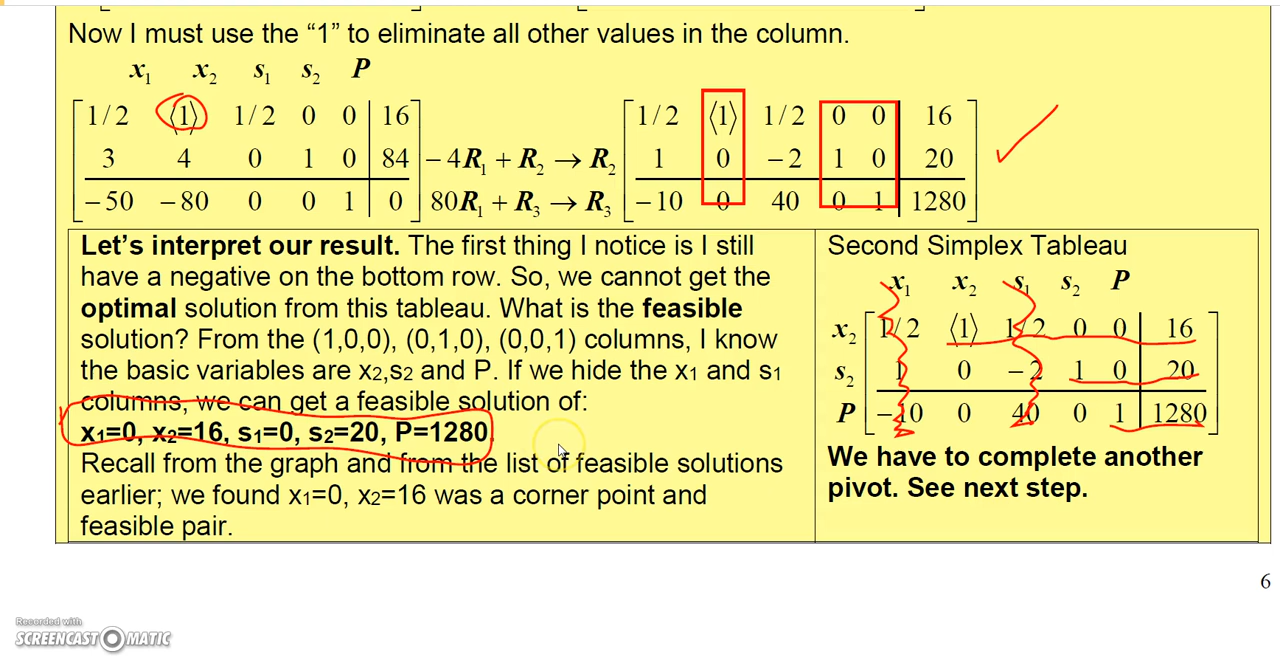 Now I must use the “1” to eliminate all other values in the column.
x₁ x₂ s₁ s₂ P
1/2 ⟨1⟩ 1/2 0 0 16
3 4 0 1 0 84
−50 −80 0 0 1 0
−4R₁ + R₂ → R₂
80R₁ + R₃ → R₃
1/2 ⟨1⟩ 1/2 0 0 16
1 0 −2 1 0 20
−10 0 40 0 1 1280
Let’s interpret our result. The first thing I notice is I still
have a negative on the bottom row. So, we cannot get the
optimal solution from this tableau. What is the feasible
solution? From the (1,0,0), (0,1,0), (0,0,1) columns, I know
the basic variables are x₂,s₂ and P. If we hide the x₁ and s₁
columns, we can get a feasible solution of:
x₁=0, x₂=16, s₁=0, s₂=20, P=1280.
Recall from the graph and from the list of feasible solutions
earlier; we found x₁=0, x₂=16 was a corner point and
feasible pair.
Second Simplex Tableau
x₁ x₂ s₁ s₂ P
x₂ 1/2 ⟨1⟩ 1/2 0 0 16
s₂ 1 0 −2 1 0 20
P −10 0 40 0 1 1280
We have to complete another
pivot. See next step.
6
Recorded with
SCREENCAST-O-MATIC